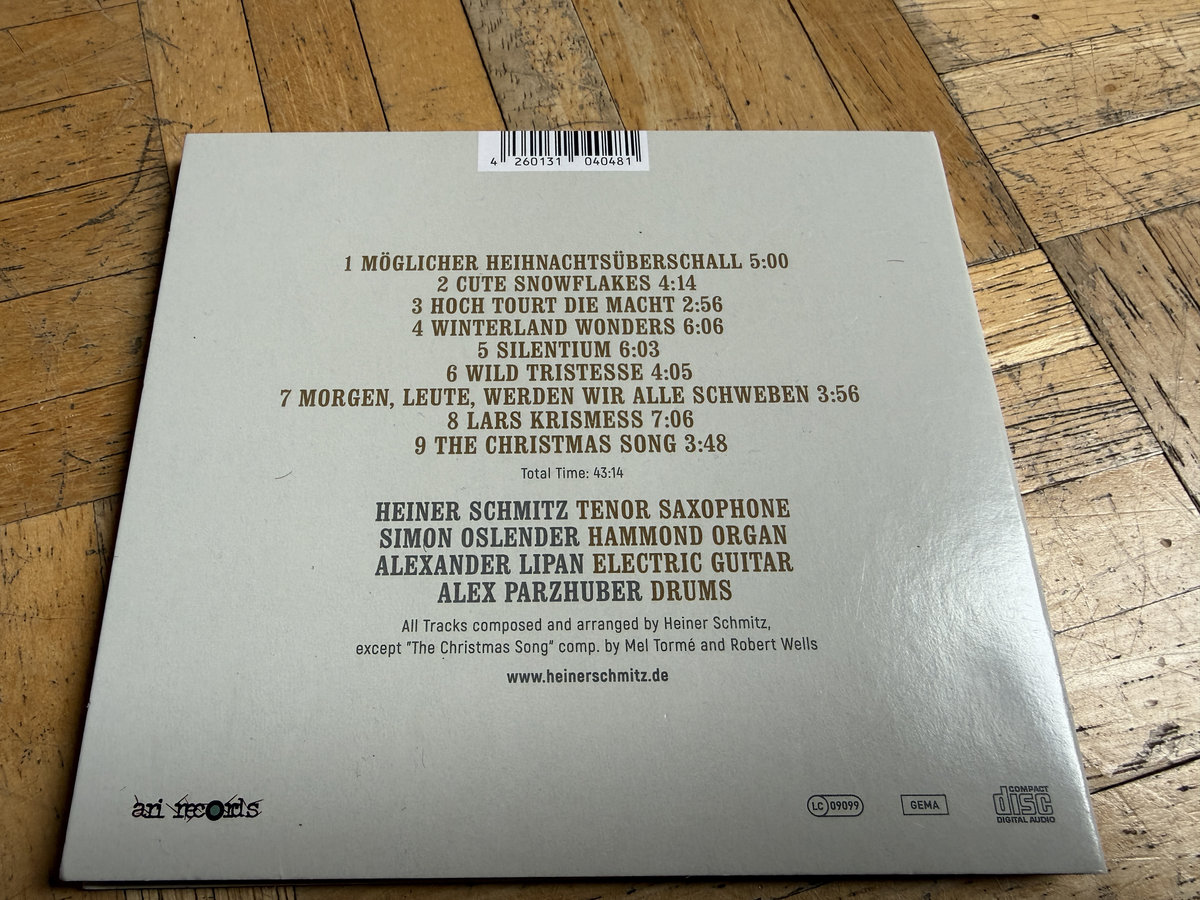 4 260131 040481
1 MÖGLICHER HEIHNACHTSÜBERSCHALL 5:00
2 CUTE SNOWFLAKES 4:14
3 HOCH TOURT DIE MACHT 2:56
4 WINTERLAND WONDERS 6:06
5 SILENTIUM 6:03
6 WILD TRISTESSE 4:05
7 MORGEN, LEUTE, WERDEN WIR ALLE SCHWEBEN 3:56
8 LARS KRISMESS 7:06
9 THE CHRISTMAS SONG 3:48
Total Time: 43:14
HEINER SCHMITZ TENOR SAXOPHONE
SIMON OSLENDER HAMMOND ORGAN
ALEXANDER LIPAN ELECTRIC GUITAR
ALEX PARZHUBER DRUMS
All Tracks composed and arranged by Heiner Schmitz,
except "The Christmas Song" comp. by Mel Tormé and Robert Wells
www.heinerschmitz.de
ari records
LC 09099
GEMA
COMPACT
disc
DIGITAL AUDIO